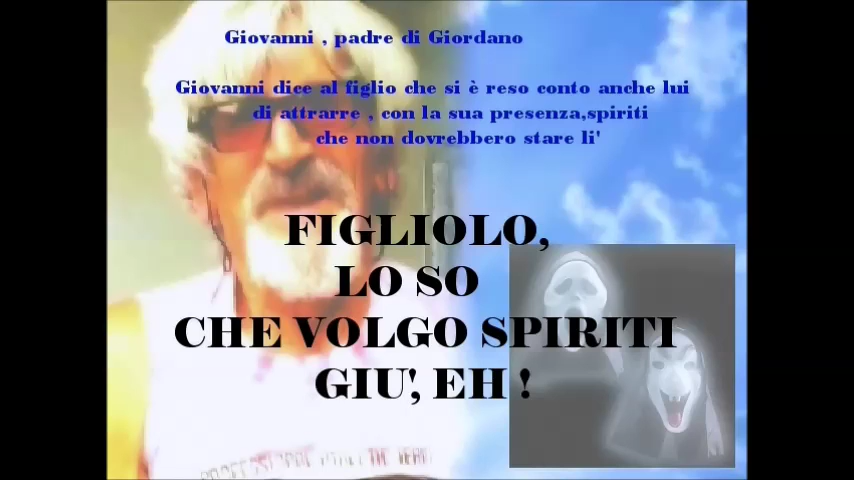 Giovanni , padre di Giordano
Giovanni dice al figlio che si è reso conto anche lui
di attrarre , con la sua presenza,spiriti
che non dovrebbero stare li'
FIGLIOLO,
LO SO
CHE VOLGO SPIRITI
GIU', EH !